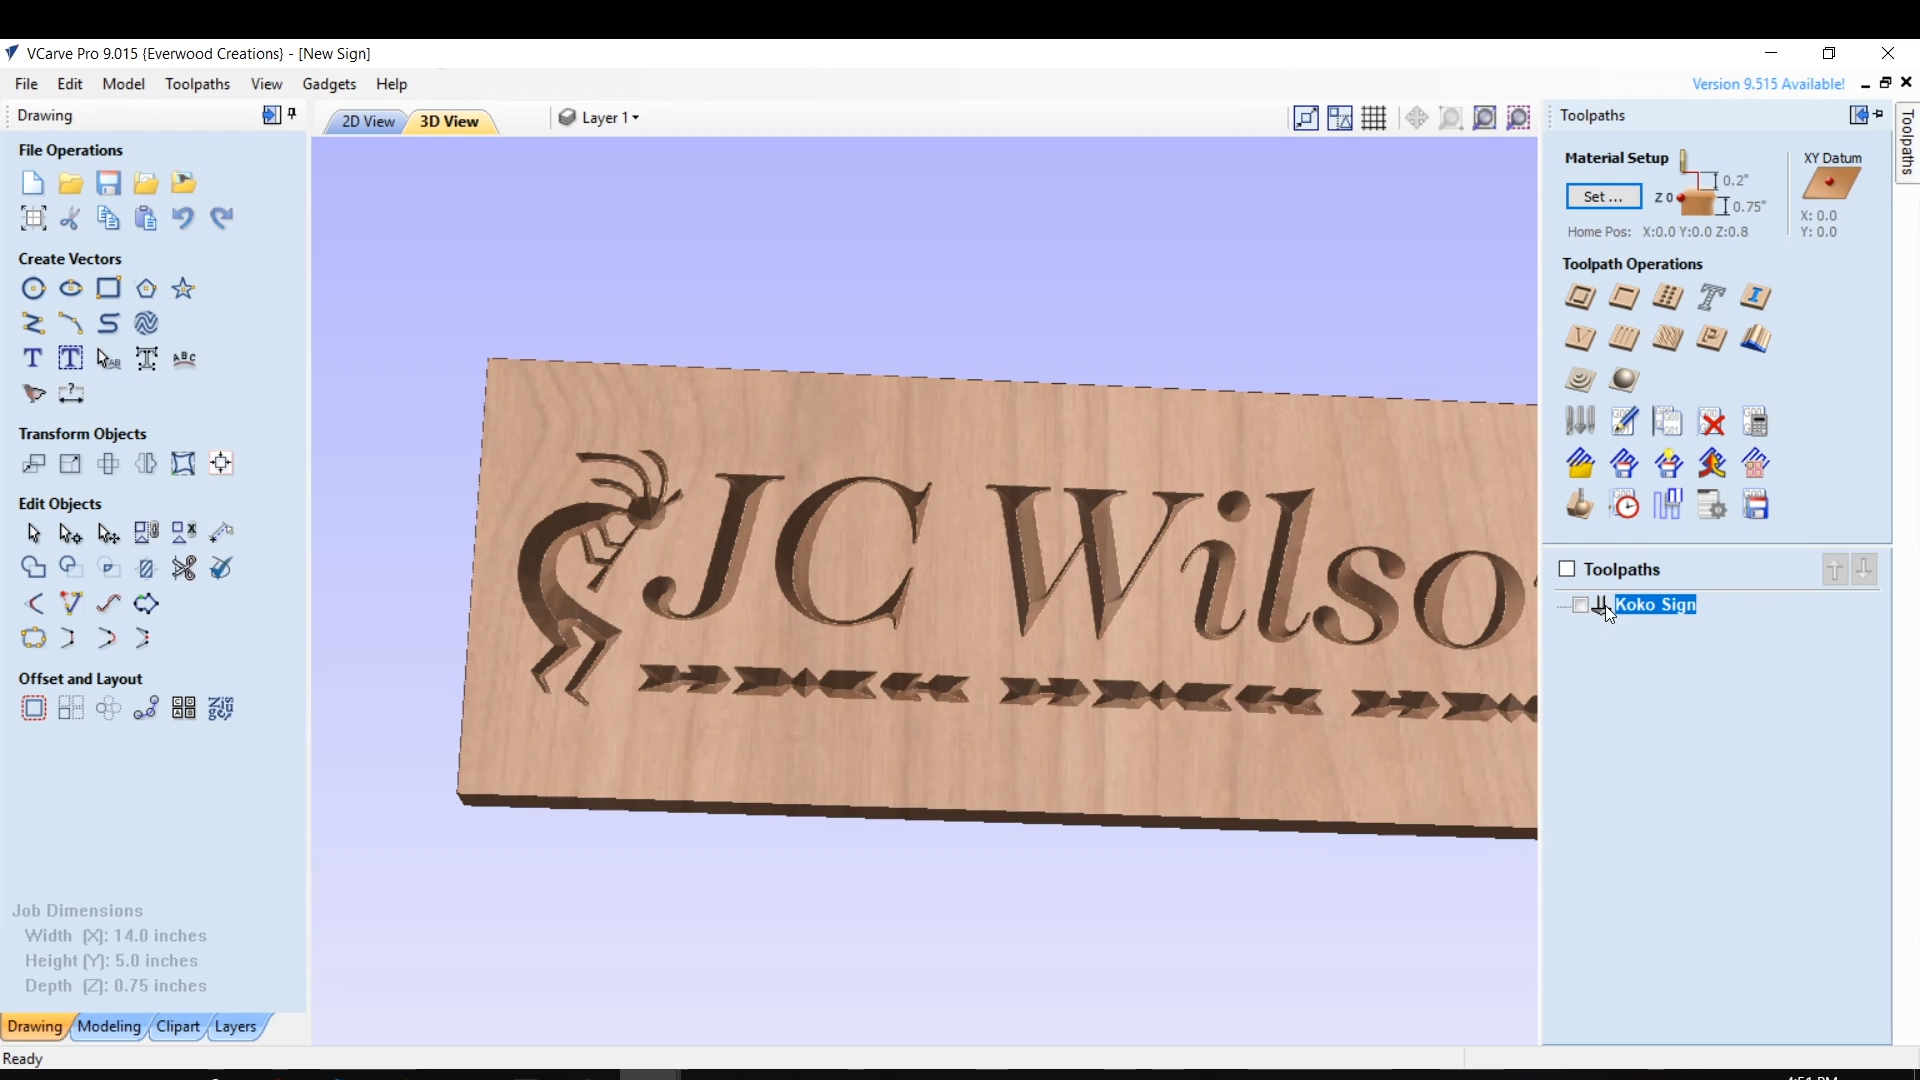 VCarve Pro 9.015 {Everwood Creations} - [New Sign]
File Edit Model Toolpaths View Gadgets Help
Version 9.515 Available!
Drawing
2D View 3D View Layer 1
Toolpaths
Toolpaths
File Operations
Create Vectors
Transform Objects
Edit Objects
Offset and Layout
Job Dimensions
Width (X): 14.0 inches
Height (Y): 5.0 inches
Depth (Z): 0.75 inches
Drawing Modeling Clipart Layers
Ready
JC Wilso
Material Setup
Set ...
Z 0
0.2"
0.75"
XY Datum
X: 0.0
Y: 0.0
Home Pos: X:0.0 Y:0.0 Z:0.8
Toolpath Operations
Toolpaths
Koko Sign